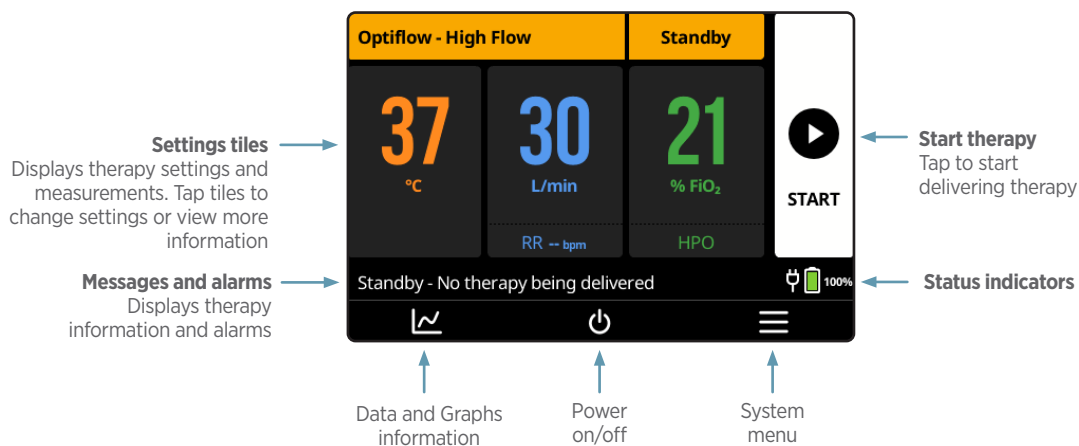 Optiflow - High Flow
Standby
37
°C
30
L/min
RR -- bpm
21
% FiO₂
HPO
START
Standby - No therapy being delivered
100%
Settings tiles
Displays therapy settings and
measurements. Tap tiles to
change settings or view more
information
Messages and alarms
Displays therapy
information and alarms
Start therapy
Tap to start
delivering therapy
Status indicators
Data and Graphs
information
Power
on/off
System
menu